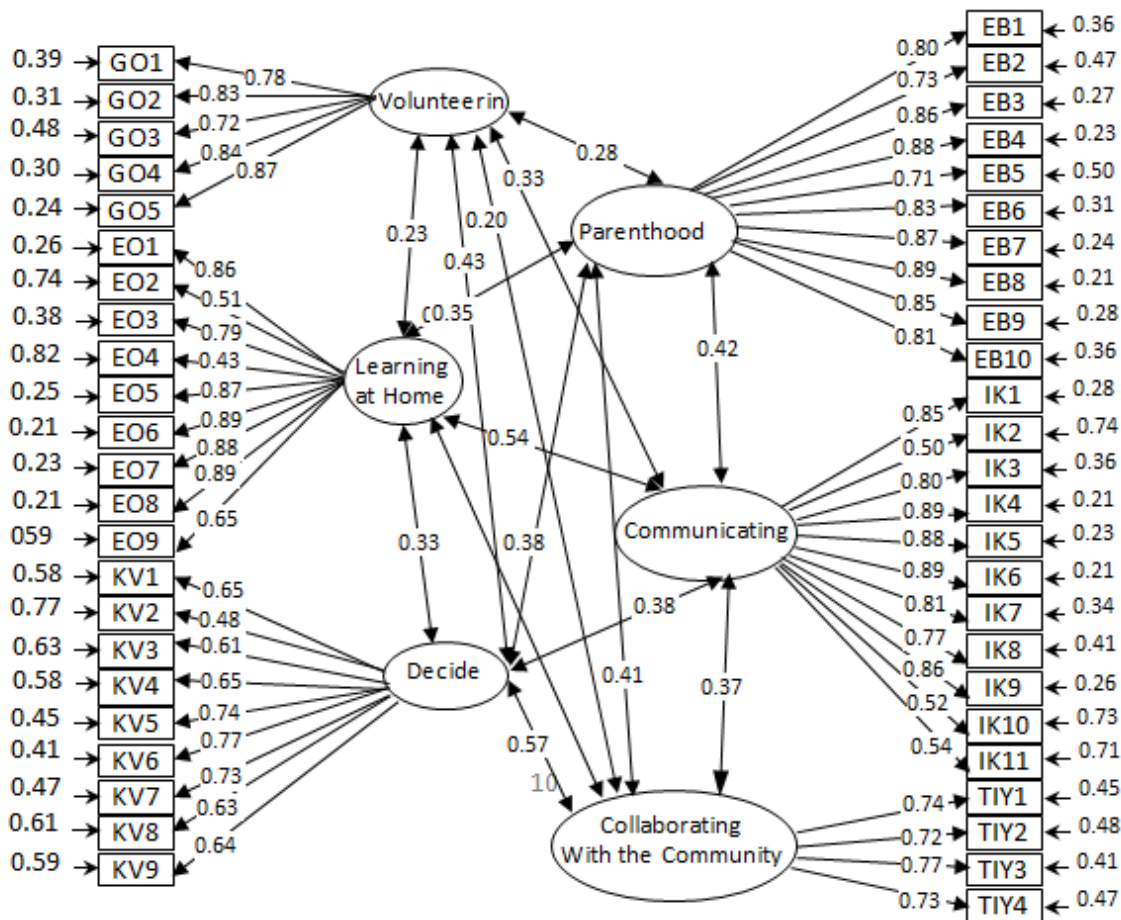 0.39 GO1
0.31 GO2
0.48 GO3
0.30 GO4
0.24 GO5
0.26 EO1
0.74 EO2
0.38 EO3
0.82 EO4
0.25 EO5
0.21 EO6
0.23 EO7
0.21 EO8
059 EO9
0.58 KV1
0.77 KV2
0.63 KV3
0.58 KV4
0.45 KV5
0.41 KV6
0.47 KV7
0.61 KV8
0.59 KV9
0.78
0.83
0.72
0.84
0.87
0.86
0.51
0.79
0.43
0.87
0.89
0.88
0.89
0.65
0.65
0.48
0.61
0.65
0.74
0.77
0.73
0.63
0.64
Volunteerin
Learning
at Home
Decide
Parenthood
Communicating
Collaborating
With the Community
0.28
0.33
0.20
0.23
0.43
0.35
0.42
0.54
0.33
0.38
0.38
0.41
0.37
0.57
10
0.80
0.73
0.86
0.88
0.71
0.83
0.87
0.89
0.85
0.81
0.85
0.50
0.80
0.89
0.88
0.89
0.81
0.77
0.86
0.52
0.54
0.74
0.72
0.77
0.73
EB1 0.36
EB2 0.47
EB3 0.27
EB4 0.23
EB5 0.50
EB6 0.31
EB7 0.24
EB8 0.21
EB9 0.28
EB10 0.36
IK1 0.28
IK2 0.74
IK3 0.36
IK4 0.21
IK5 0.23
IK6 0.21
IK7 0.34
IK8 0.41
IK9 0.26
IK10 0.73
IK11 0.71
TIY1 0.45
TIY2 0.48
TIY3 0.41
TIY4 0.47